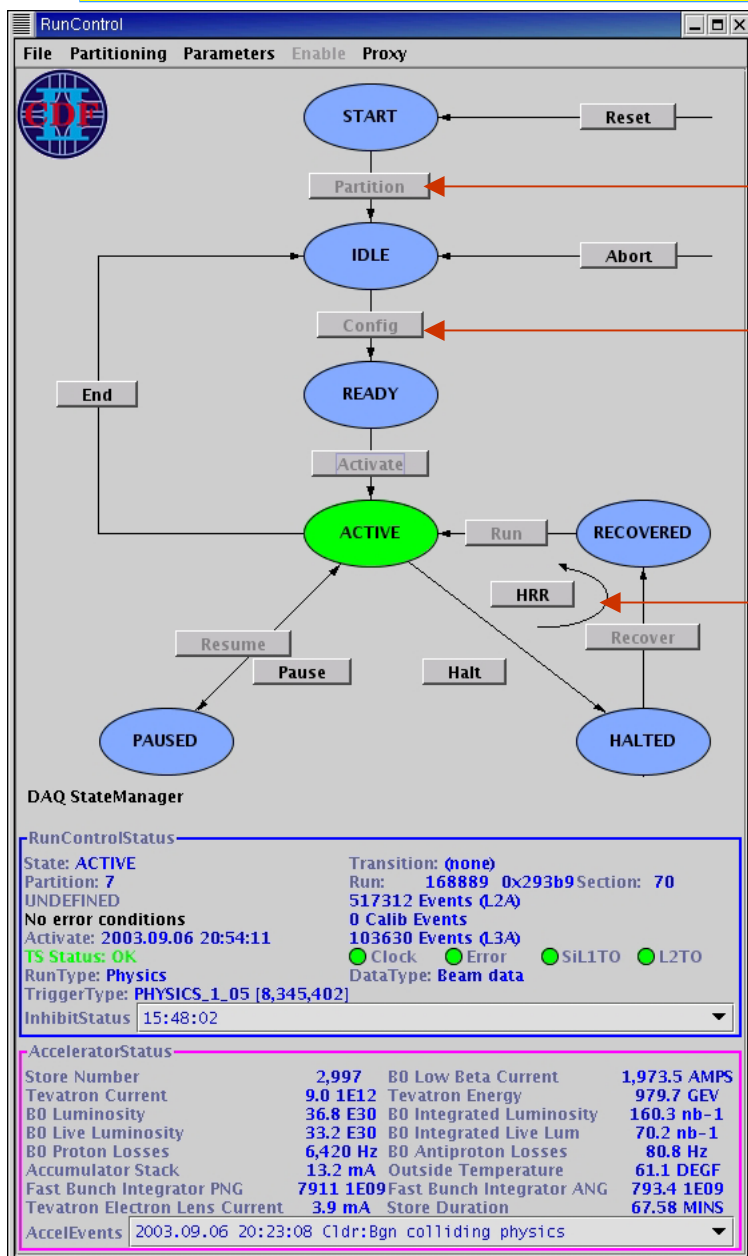 RunControl
File Partitioning Parameters Enable Proxy
CDF
II
START
Reset
Partition
IDLE
Abort
Config
End
READY
Activate
ACTIVE
Run
RECOVERED
HRR
Resume
Recover
Pause
Halt
PAUSED
HALTED
DAQ StateManager
RunControlStatus
State: ACTIVE Transition: (none)
Partition: 7 Run: 168889 0x293b9 Section: 70
UNDEFINED 517312 Events (L2A)
No error conditions 0 Calib Events
Activate: 2003.09.06 20:54:11 103630 Events (L3A)
TS Status: OK Clock Error SiL1TO L2TO
RunType: Physics DataType: Beam data
TriggerType: PHYSICS_1_05 [8,345,402]
InhibitStatus 15:48:02
AcceleratorStatus
Store Number 2,997 B0 Low Beta Current 1,973.5 AMPS
Tevatron Current 9.0 1E12 Tevatron Energy 979.7 GEV
B0 Luminosity 36.8 E30 B0 Integrated Luminosity 160.3 nb-1
B0 Live Luminosity 33.2 E30 B0 Integrated Live Lum 70.2 nb-1
B0 Proton Losses 6,420 Hz B0 Antiproton Losses 80.8 Hz
Accumulator Stack 13.2 mA Outside Temperature 61.1 DEGF
Fast Bunch Integrator PNG 7911 1E09 Fast Bunch Integrator ANG 793.4 1E09
Tevatron Electron Lens Current 3.9 mA Store Duration 67.58 MINS
AccelEvents 2003.09.06 20:23:08 Cldr:Bgn colliding physics